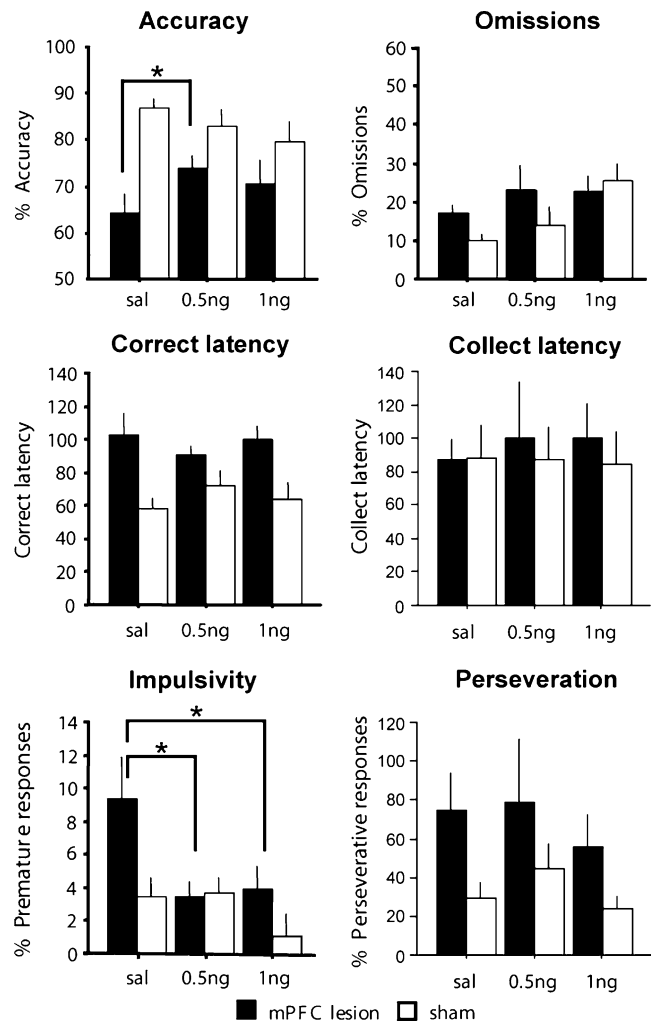 Accuracy
% Accuracy
100
90
80
70
60
50
*
sal 0.5ng 1ng
Omissions
% Omissions
60
50
40
30
20
10
0
sal 0.5ng 1ng
Correct latency
Correct latency
140
120
100
80
60
40
20
0
sal 0.5ng 1ng
Collect latency
Collect latency
140
120
100
80
60
40
20
0
sal 0.5ng 1ng
Impulsivity
% Premature responses
14
12
10
8
6
4
2
0
*
*
sal 0.5ng 1ng
Perseveration
% Perseverative responses
120
100
80
60
40
20
0
sal 0.5ng 1ng
mPFC lesion sham